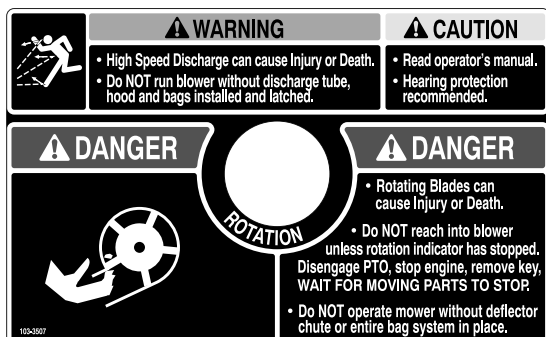 WARNING
• High Speed Discharge can cause Injury or Death.
• Do NOT run blower without discharge tube,
hood and bags installed and latched.
CAUTION
• Read operator's manual.
• Hearing protection
recommended.
DANGER
ROTATION
103-3507
DANGER
• Rotating Blades can
cause Injury or Death.
• Do NOT reach into blower
unless rotation indicator has stopped.
Disengage PTO, stop engine, remove key,
WAIT FOR MOVING PARTS TO STOP.
• Do NOT operate mower without deflector
chute or entire bag system in place.